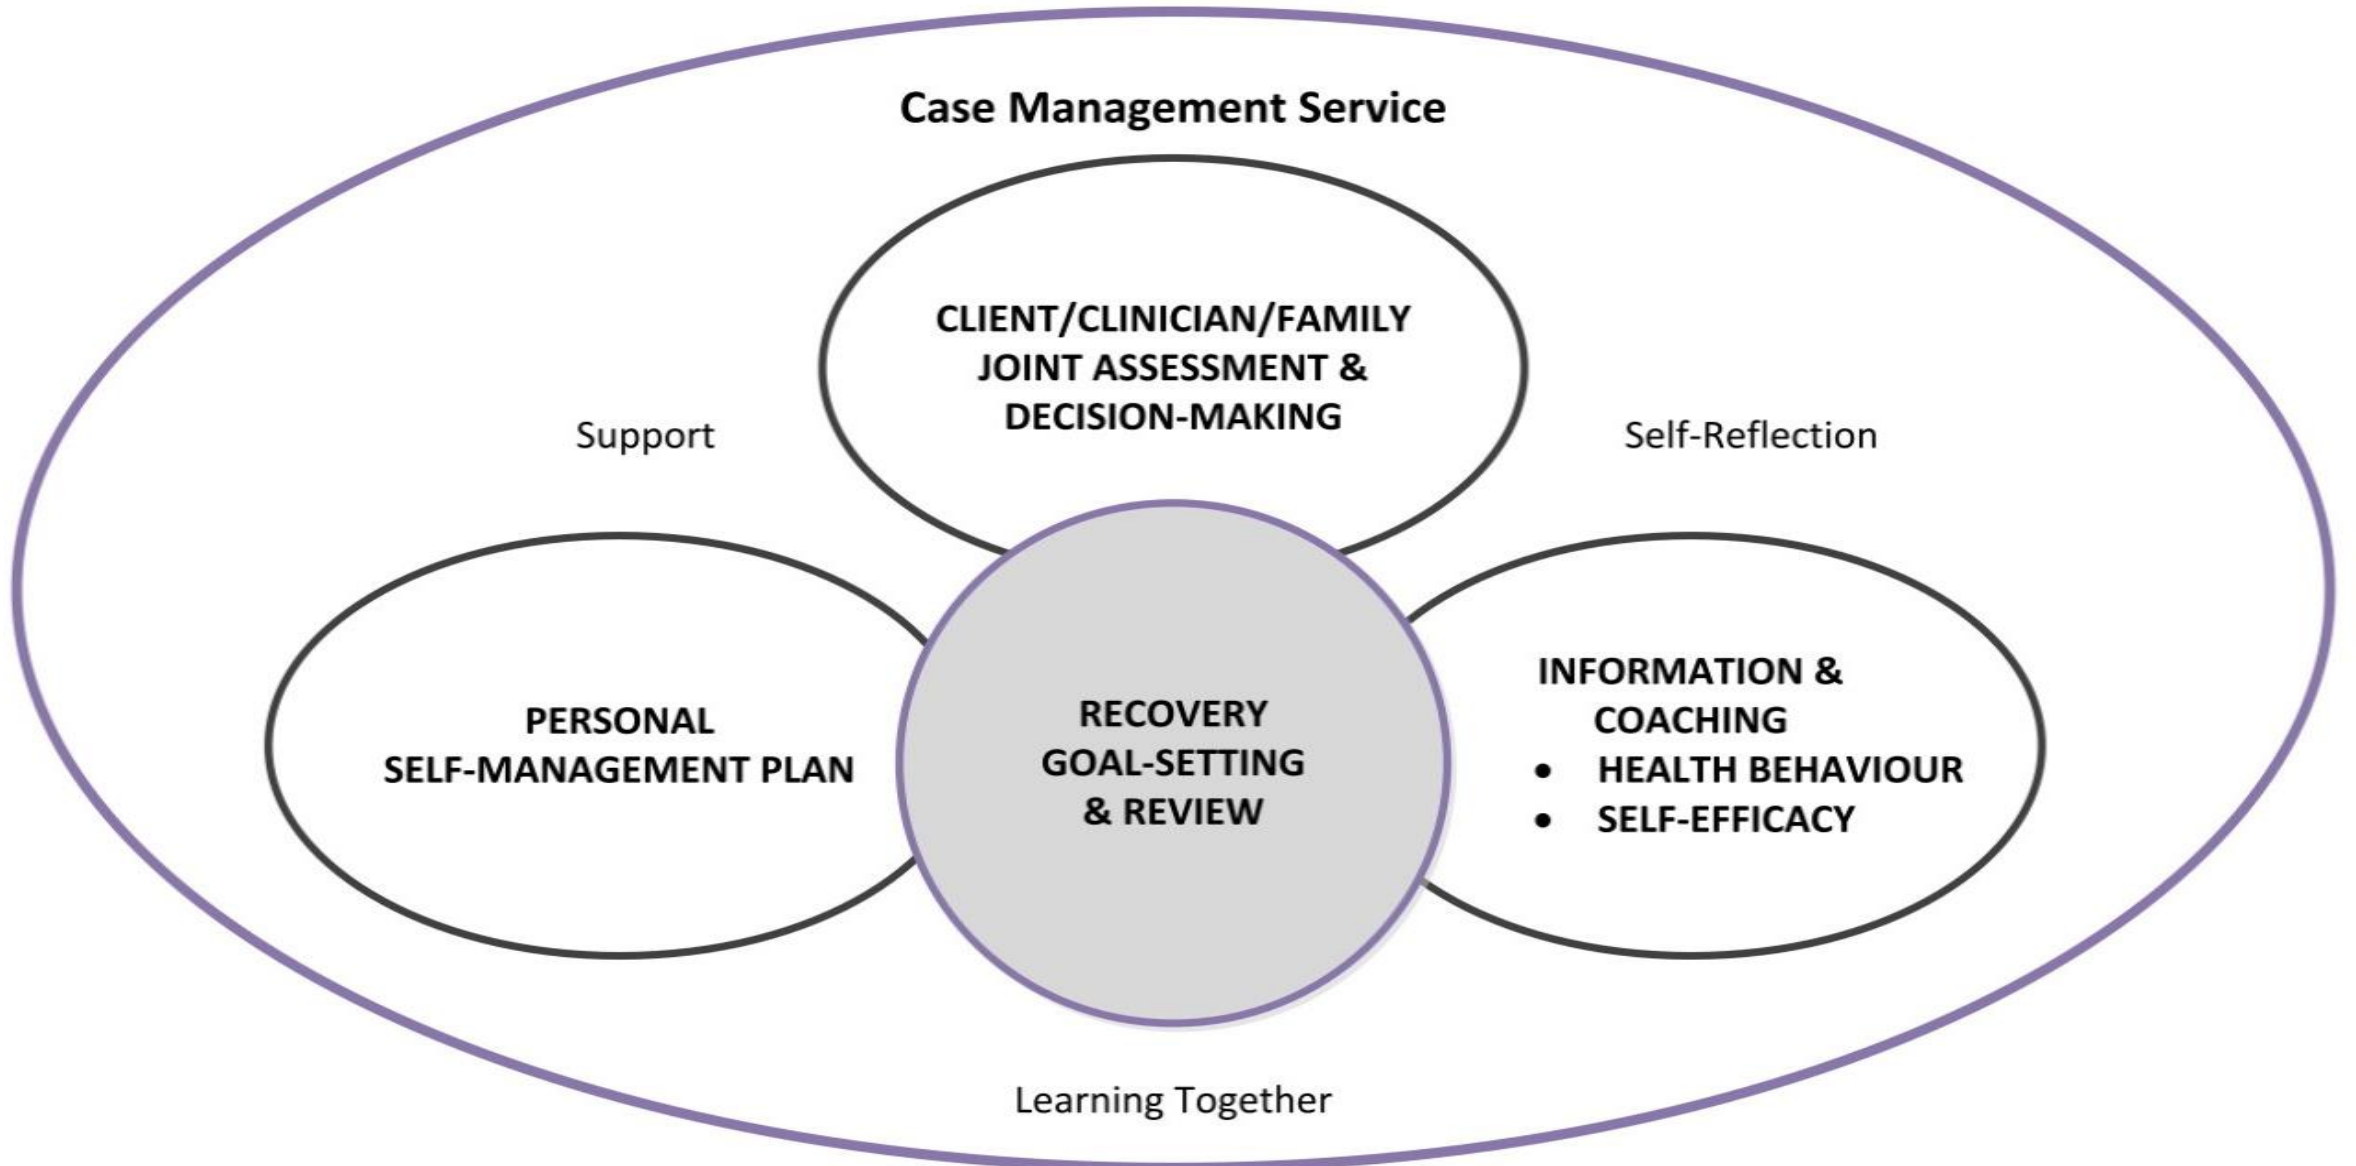 Case Management Service
CLIENT/CLINICIAN/FAMILY
JOINT ASSESSMENT &
DECISION-MAKING
Support
Self-Reflection
PERSONAL
SELF-MANAGEMENT PLAN
RECOVERY
GOAL-SETTING
& REVIEW
INFORMATION &
COACHING
• HEALTH BEHAVIOUR
• SELF-EFFICACY
Learning Together